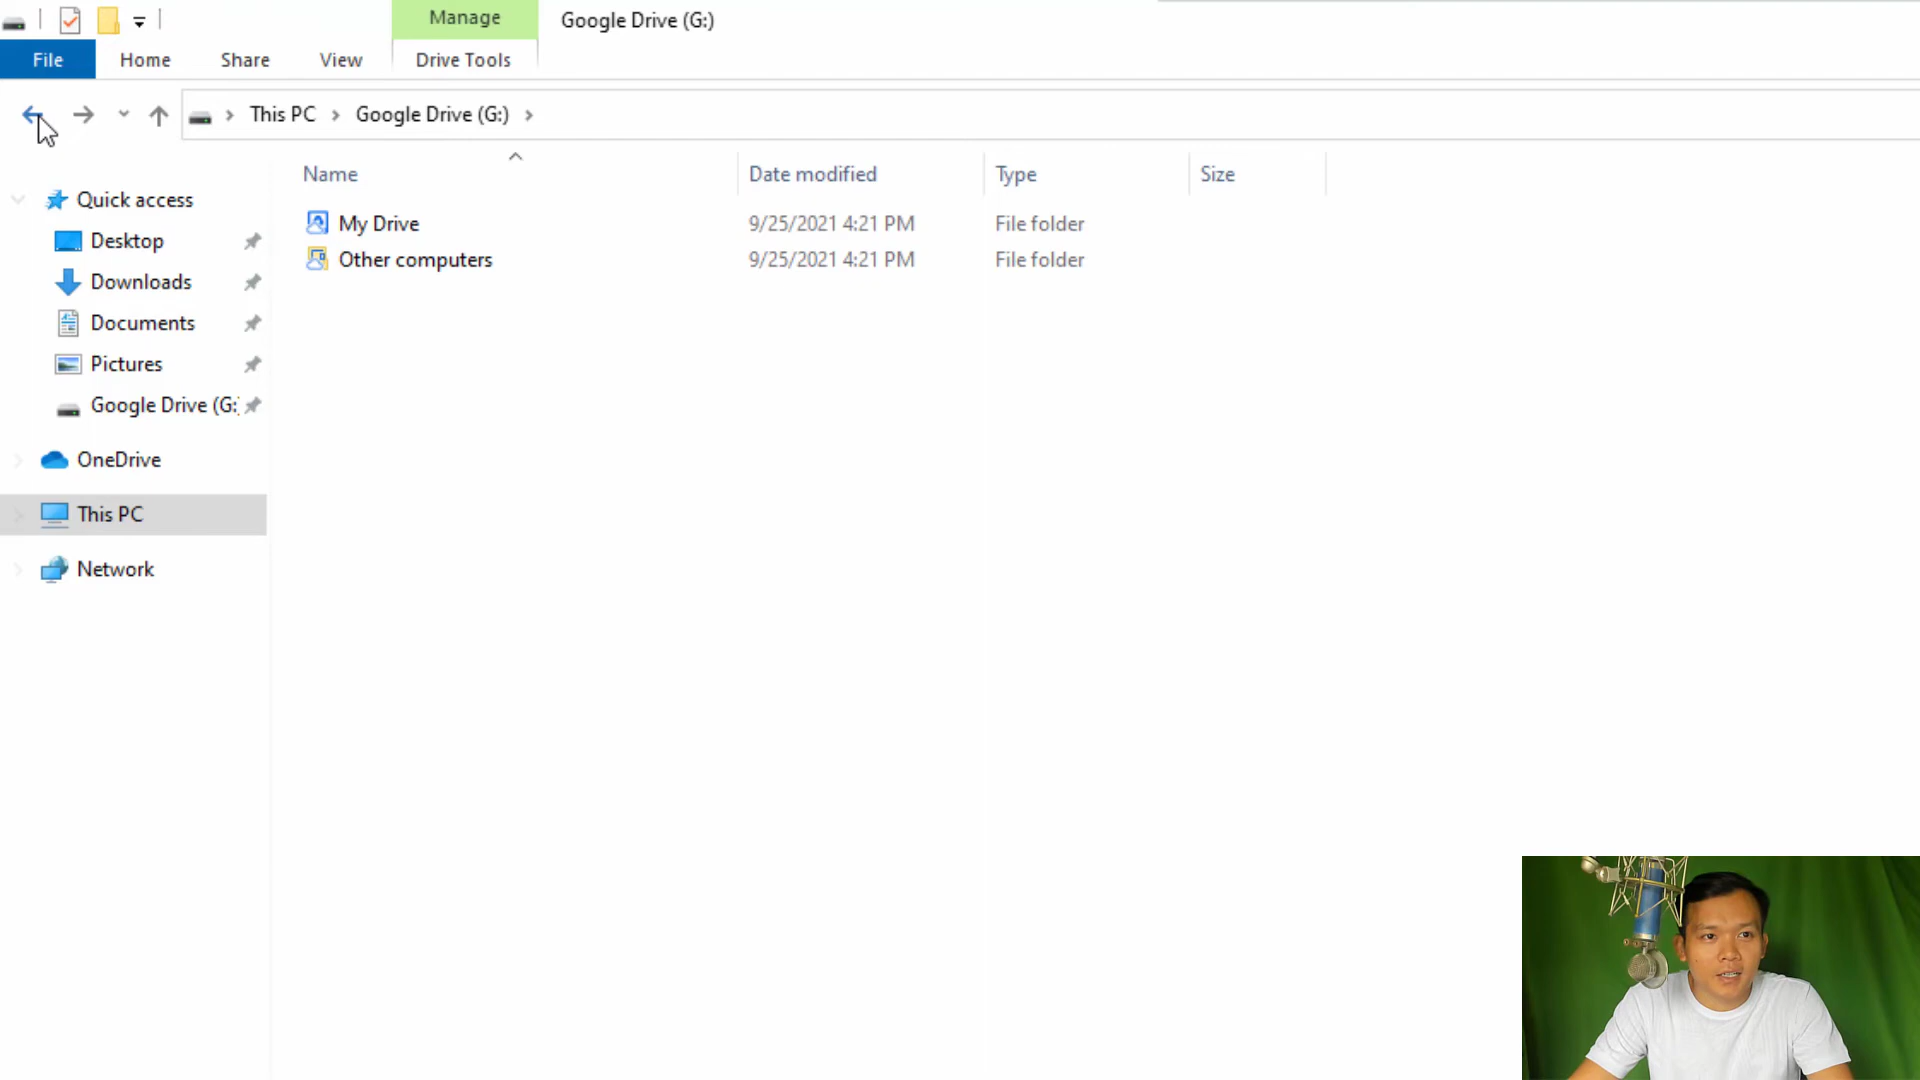 Manage
Google Drive (G:)
File
Home
Share
View
Drive Tools
This PC
Google Drive (G:)
Name
Date modified
Type
Size
Quick access
Desktop
Downloads
Documents
Pictures
Google Drive (G:
OneDrive
This PC
Network
My Drive
9/25/2021 4:21 PM
File folder
Other computers
9/25/2021 4:21 PM
File folder